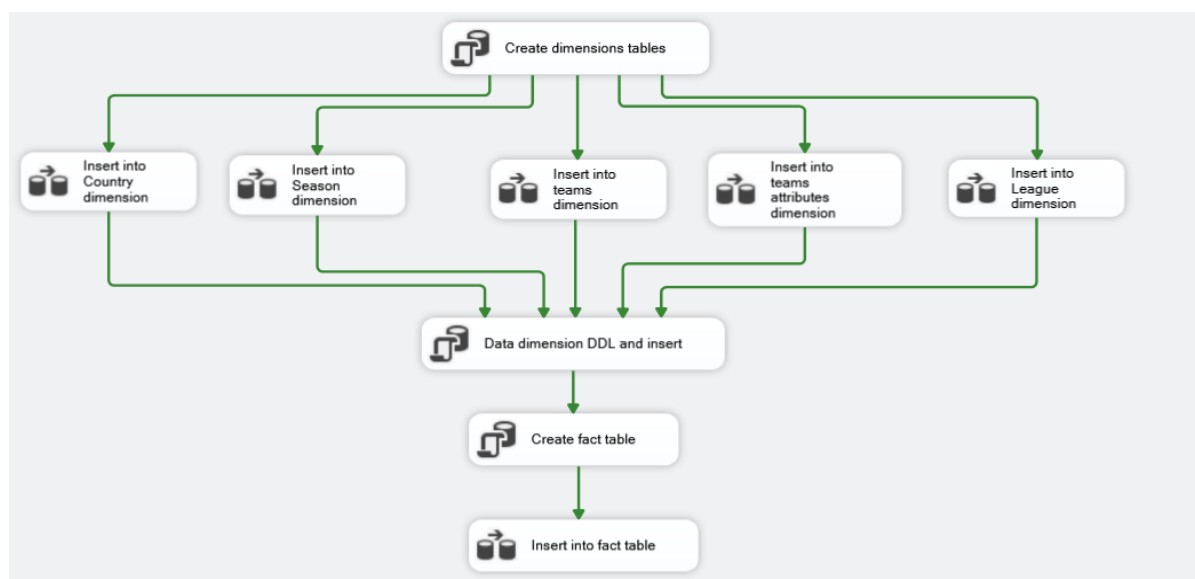 Create dimensions tables
Insert into
Country
dimension
Insert into
Season
dimension
Insert into
teams
dimension
Insert into
teams
attributes
dimension
Insert into
League
dimension
Data dimension DDL and insert
Create fact table
Insert into fact table